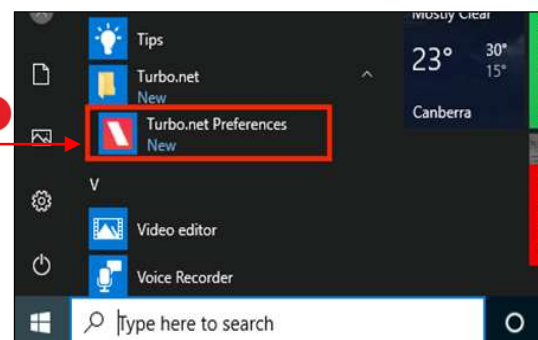 Mostly Clear
Tips
23° 30°
15°
Turbo.net
New
Canberra
Turbo.net Preferences
New
V
Video editor
Voice Recorder
Type here to search